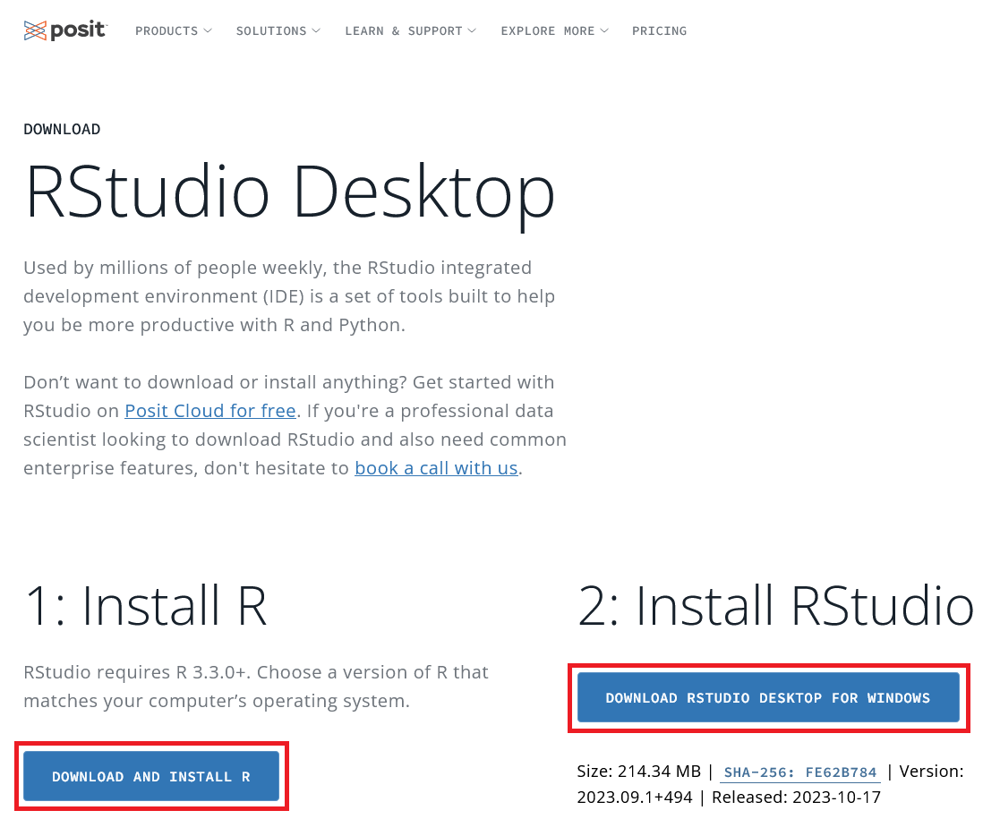 posit
PRODUCTS SOLUTIONS LEARN & SUPPORT EXPLORE MORE PRICING
DOWNLOAD
RStudio Desktop
Used by millions of people weekly, the RStudio integrated
development environment (IDE) is a set of tools built to help
you be more productive with R and Python.
Don’t want to download or install anything? Get started with
RStudio on Posit Cloud for free. If you're a professional data
scientist looking to download RStudio and also need common
enterprise features, don't hesitate to book a call with us.
1: Install R
RStudio requires R 3.3.0+. Choose a version of R that
matches your computer’s operating system.
DOWNLOAD AND INSTALL R
2: Install RStudio
DOWNLOAD RSTUDIO DESKTOP FOR WINDOWS
Size: 214.34 MB | SHA-256: FE62B784 | Version:
2023.09.1+494 | Released: 2023-10-17